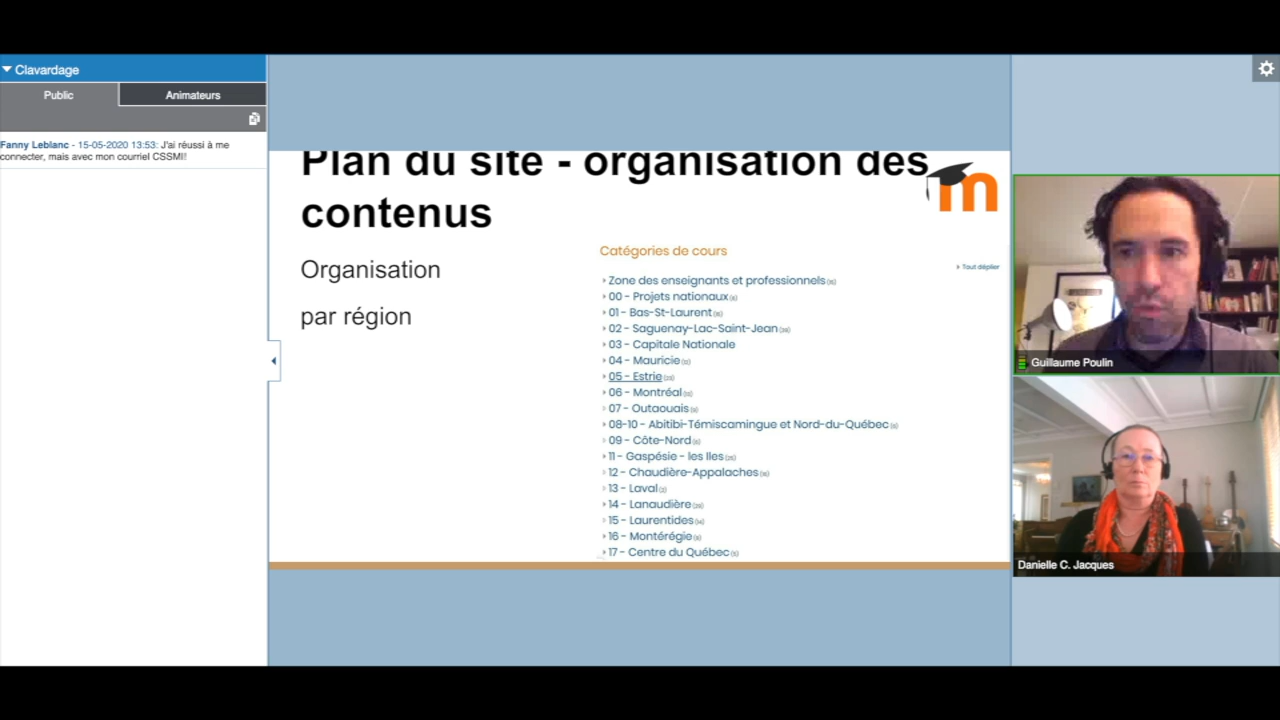 Clavardage
Public
Animateurs
Fanny Leblanc - 15-05-2020 13:53: J'ai réussi à me
connecter, mais avec mon courriel CSSMI!
Plan du site - organisation des
contenus
Organisation
par région
Catégories de cours
Tout déplier
Zone des enseignants et professionnels
00 - Projets nationaux
01 - Bas-St-Laurent
02 - Saguenay-Lac-Saint-Jean
03 - Capitale Nationale
04 - Mauricie
05 - Estrie
06 - Montréal
07 - Outaouais
08-10 - Abitibi-Témiscamingue et Nord-du-Québec
09 - Côte-Nord
11 - Gaspésie - les Iles
12 - Chaudière-Appalaches
13 - Laval
14 - Lanaudière
15 - Laurentides
16 - Montérégie
17 - Centre du Québec
m
Guillaume Poulin
Danielle C. Jacques